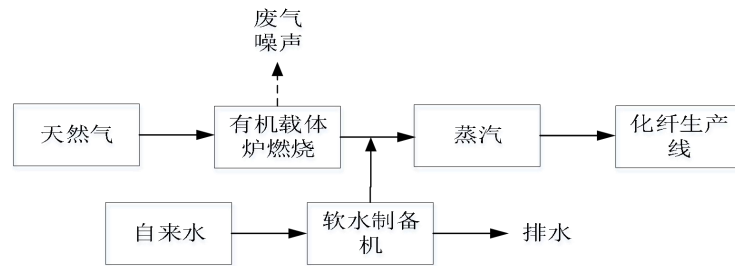 废气
噪声
天然气
有机载体
炉燃烧
蒸汽
化纤生产
线
自来水
软水制备
机
排水